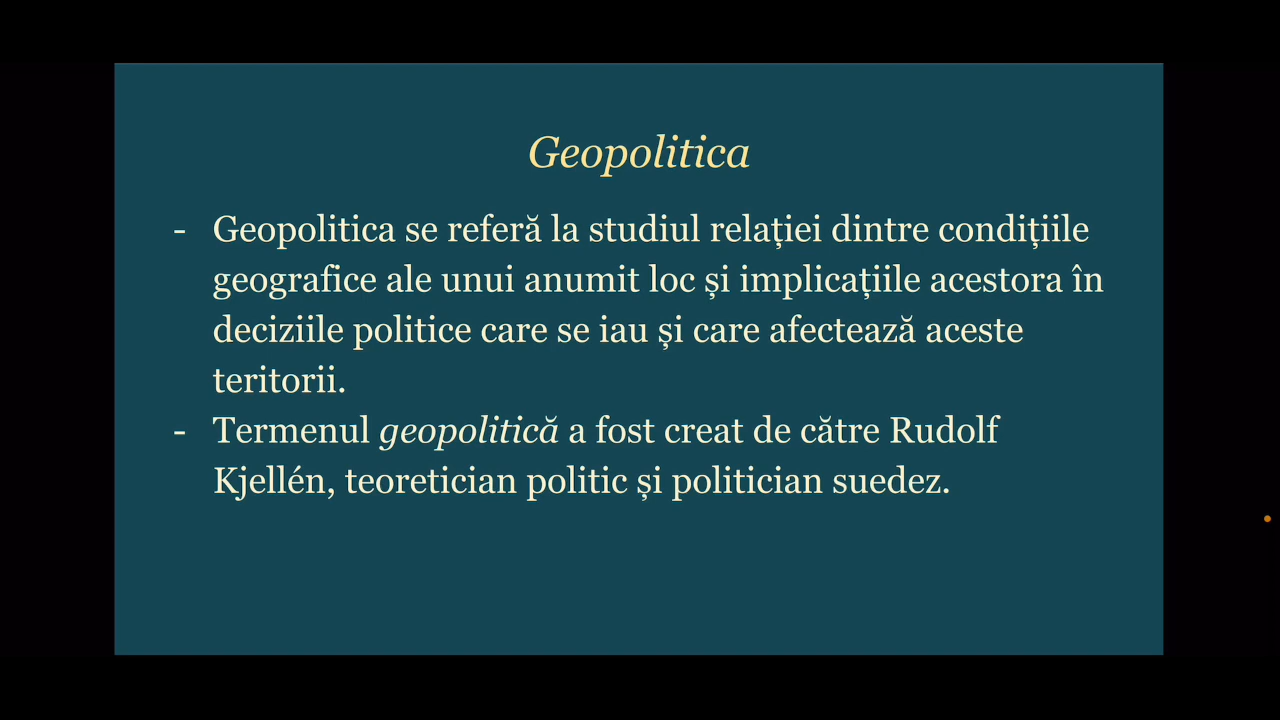 Geopolitica
- Geopolitica se referă la studiul relației dintre condițiile
geografice ale unui anumit loc și implicațiile acestora în
deciziile politice care se iau și care afectează aceste
teritorii.
- Termenul geopolitică a fost creat de către Rudolf
Kjellén, teoretician politic și politician suedez.